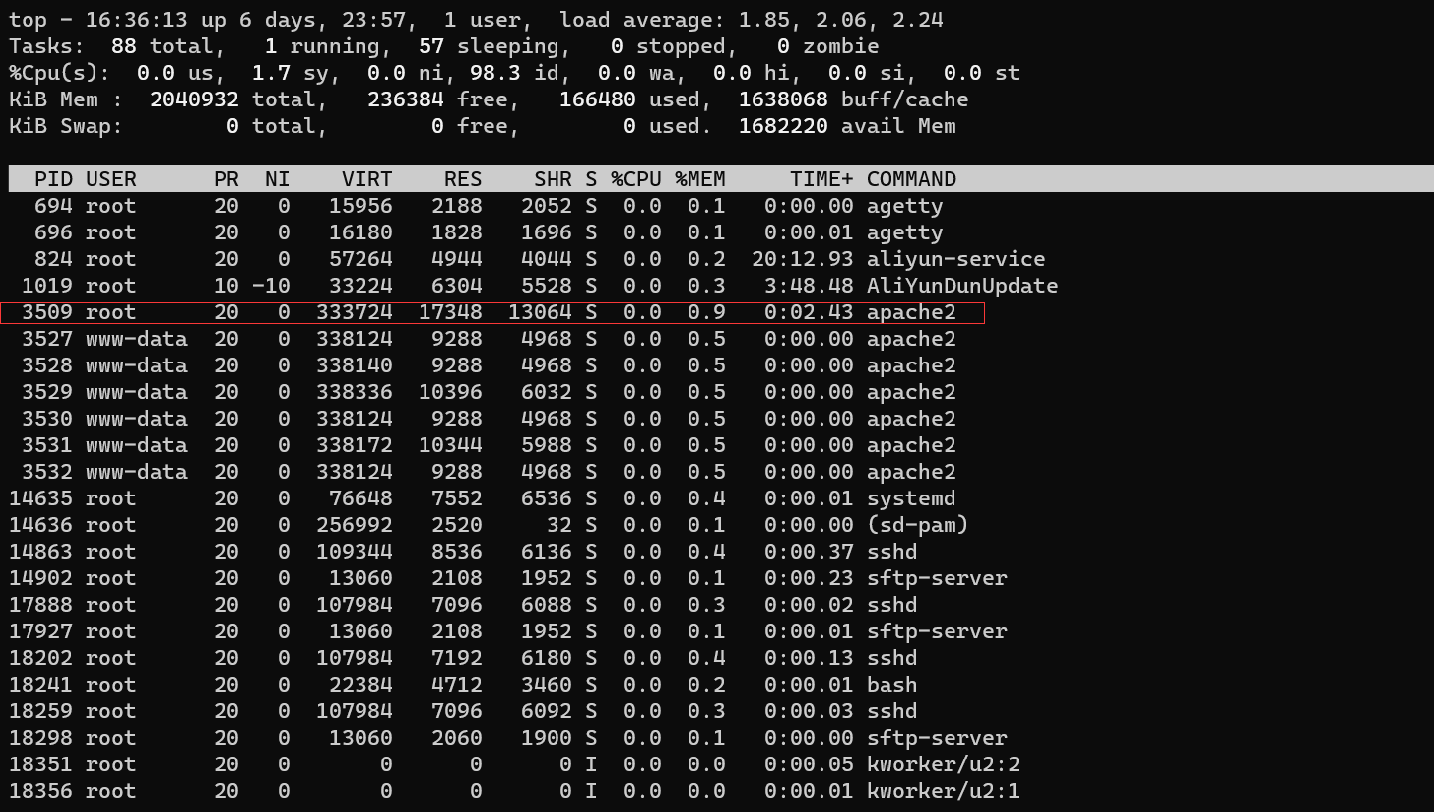 top - 16:36:13 up 6 days, 23:57,  1 user,  load average: 1.85, 2.06, 2.24
Tasks:  88 total,   1 running,  57 sleeping,   0 stopped,   0 zombie
%Cpu(s):  0.0 us,  1.7 sy,  0.0 ni, 98.3 id,  0.0 wa,  0.0 hi,  0.0 si,  0.0 st
KiB Mem :  2040932 total,   236384 free,   166480 used,  1638068 buff/cache
KiB Swap:        0 total,        0 free,        0 used.  1682220 avail Mem
  PID USER      PR  NI    VIRT    RES    SHR S %CPU %MEM     TIME+ COMMAND
  694 root      20   0   15956   2188   2052 S  0.0  0.1   0:00.00 agetty
  696 root      20   0   16180   1828   1696 S  0.0  0.1   0:00.01 agetty
  824 root      20   0   57264   4944   4044 S  0.0  0.2  20:12.93 aliyun-service
 1019 root      10 -10   33224   6304   5528 S  0.0  0.3   3:48.48 AliYunDunUpdate
 3509 root      20   0  333724  17348  13064 S  0.0  0.9   0:02.43 apache2
 3527 www-data  20   0  338124   9288   4968 S  0.0  0.5   0:00.00 apache2
 3528 www-data  20   0  338140   9288   4968 S  0.0  0.5   0:00.00 apache2
 3529 www-data  20   0  338336  10396   6032 S  0.0  0.5   0:00.00 apache2
 3530 www-data  20   0  338124   9288   4968 S  0.0  0.5   0:00.00 apache2
 3531 www-data  20   0  338172  10344   5988 S  0.0  0.5   0:00.00 apache2
 3532 www-data  20   0  338124   9288   4968 S  0.0  0.5   0:00.00 apache2
14635 root      20   0   76648   7552   6536 S  0.0  0.4   0:00.01 systemd
14636 root      20   0  256992   2520     32 S  0.0  0.1   0:00.00 (sd-pam)
14863 root      20   0  109344   8536   6136 S  0.0  0.4   0:00.37 sshd
14902 root      20   0   13060   2108   1952 S  0.0  0.1   0:00.23 sftp-server
17888 root      20   0  107984   7096   6088 S  0.0  0.3   0:00.02 sshd
17927 root      20   0   13060   2108   1952 S  0.0  0.1   0:00.01 sftp-server
18202 root      20   0  107984   7192   6180 S  0.0  0.4   0:00.13 sshd
18241 root      20   0   22384   4712   3460 S  0.0  0.2   0:00.01 bash
18259 root      20   0  107984   7096   6092 S  0.0  0.3   0:00.03 sshd
18298 root      20   0   13060   2060   1900 S  0.0  0.1   0:00.00 sftp-server
18351 root      20   0       0      0      0 I  0.0  0.0   0:00.05 kworker/u2:2
18356 root      20   0       0      0      0 I  0.0  0.0   0:00.01 kworker/u2:1